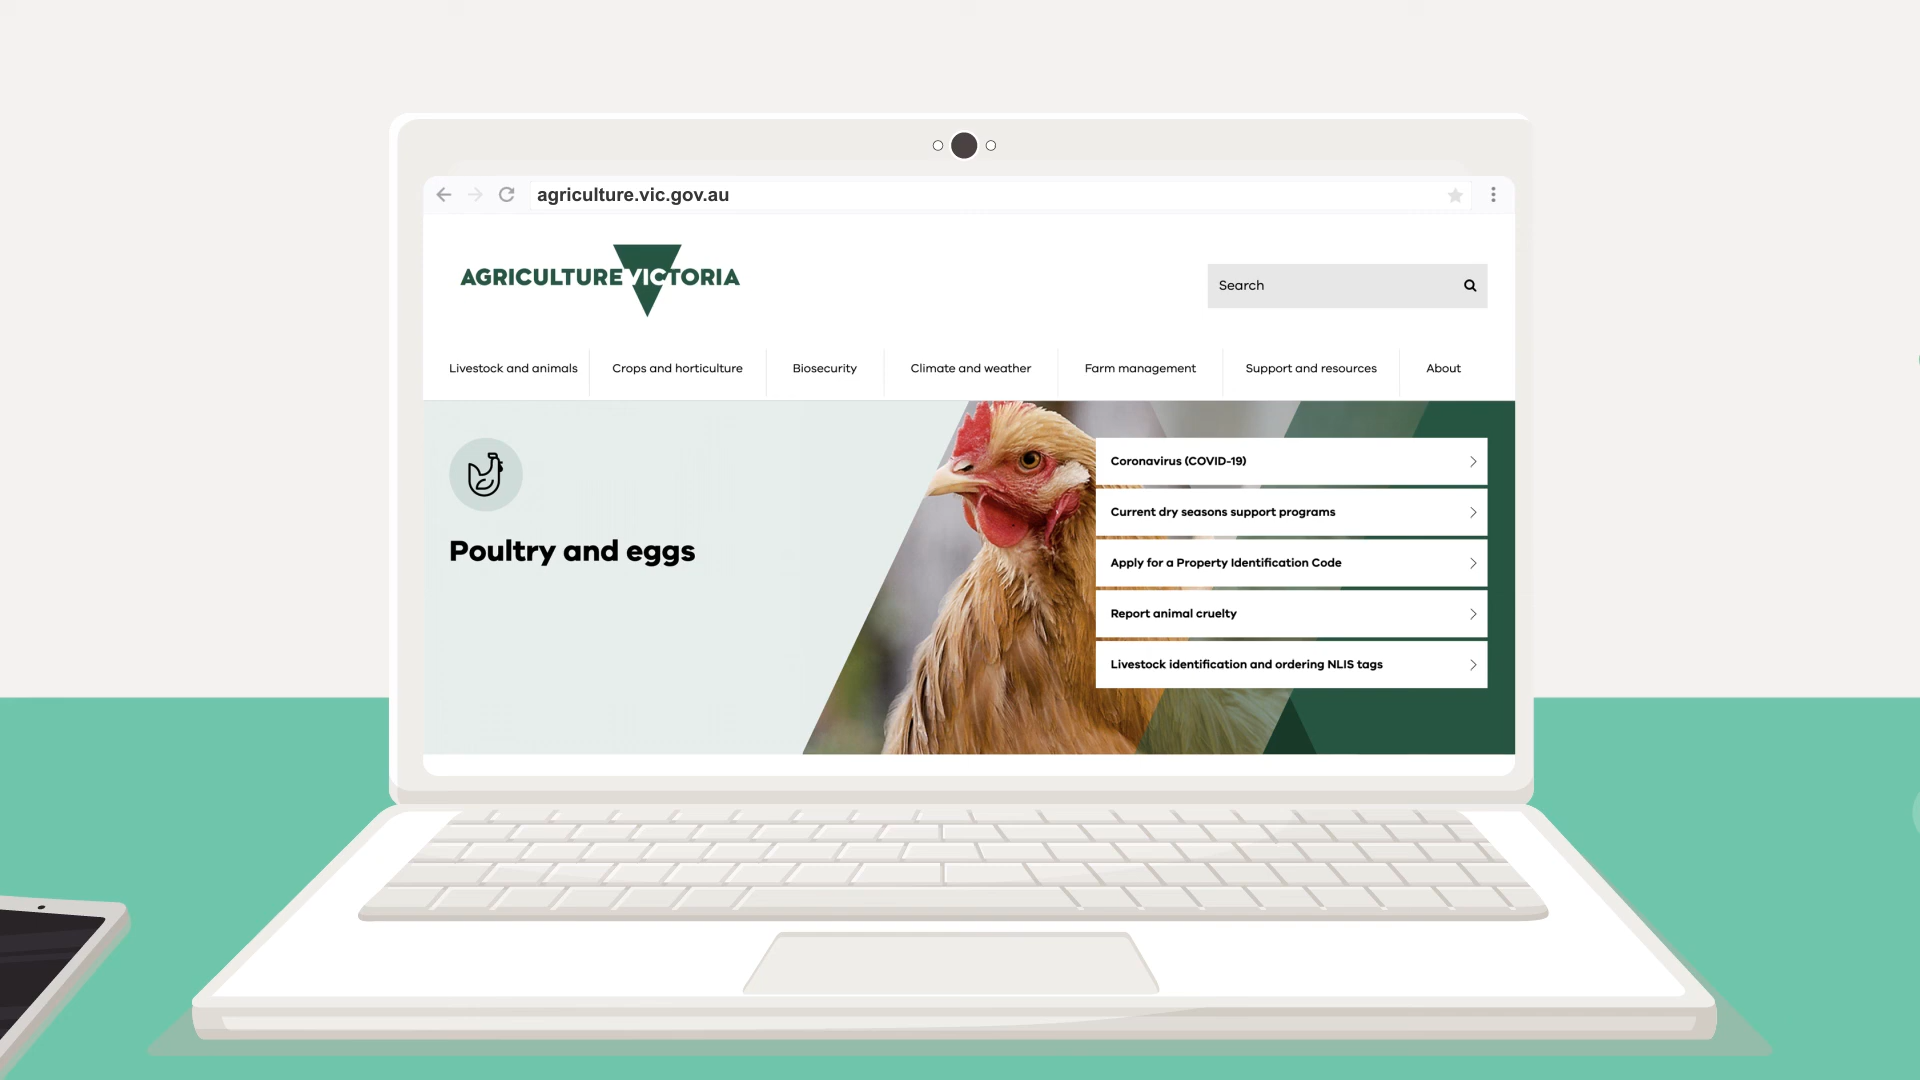 agriculture.vic.gov.au
AGRICULTURE VICTORIA
Search
Livestock and animals
Crops and horticulture
Biosecurity
Climate and weather
Farm management
Support and resources
About
Poultry and eggs
Coronavirus (COVID-19)
Current dry seasons support programs
Apply for a Property Identification Code
Report animal cruelty
Livestock identification and ordering NLIS tags